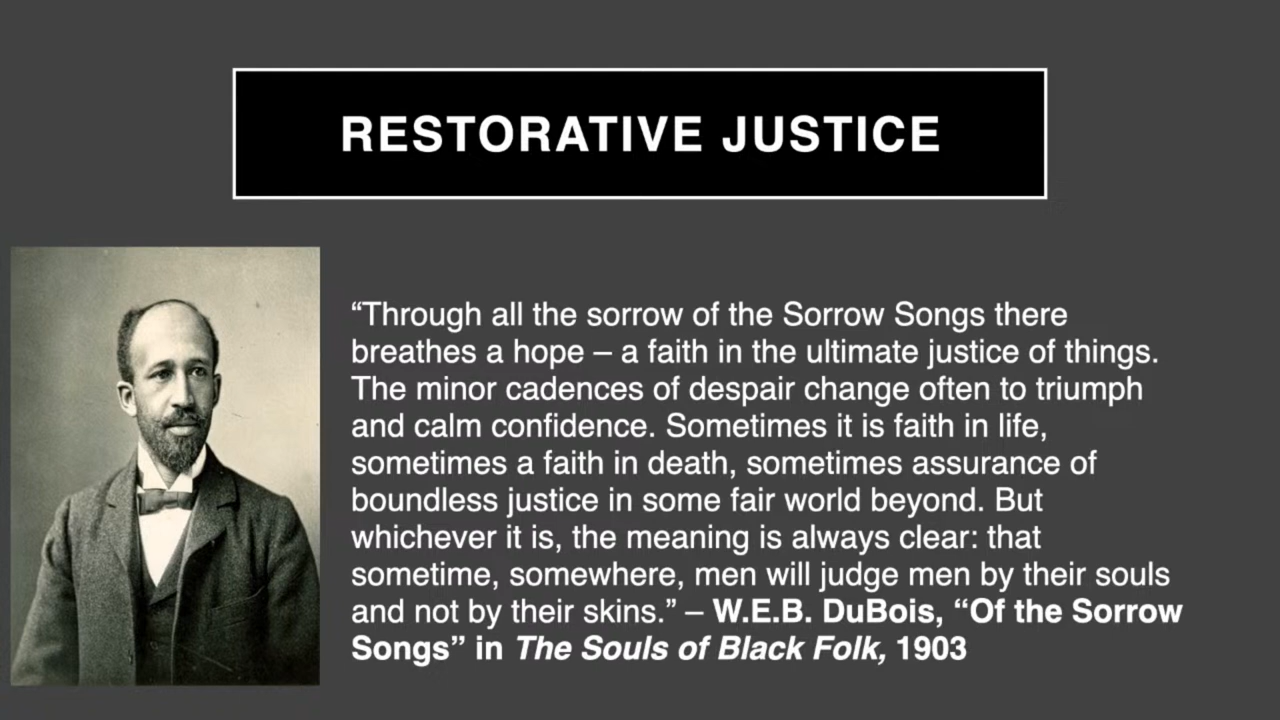 RESTORATIVE JUSTICE
“Through all the sorrow of the Sorrow Songs there
breathes a hope – a faith in the ultimate justice of things.
The minor cadences of despair change often to triumph
and calm confidence. Sometimes it is faith in life,
sometimes a faith in death, sometimes assurance of
boundless justice in some fair world beyond. But
whichever it is, the meaning is always clear: that
sometime, somewhere, men will judge men by their souls
and not by their skins.” – W.E.B. DuBois, “Of the Sorrow
Songs” in The Souls of Black Folk, 1903